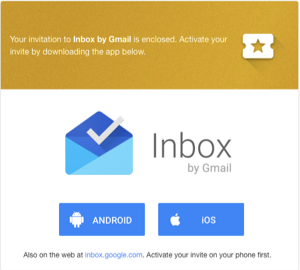 Your invitation to Inbox by Gmail is enclosed. Activate your
invite by downloading the app below.
Inbox
by Gmail
ANDROID
iOS
Also on the web at inbox.google.com. Activate your invite on your phone first.